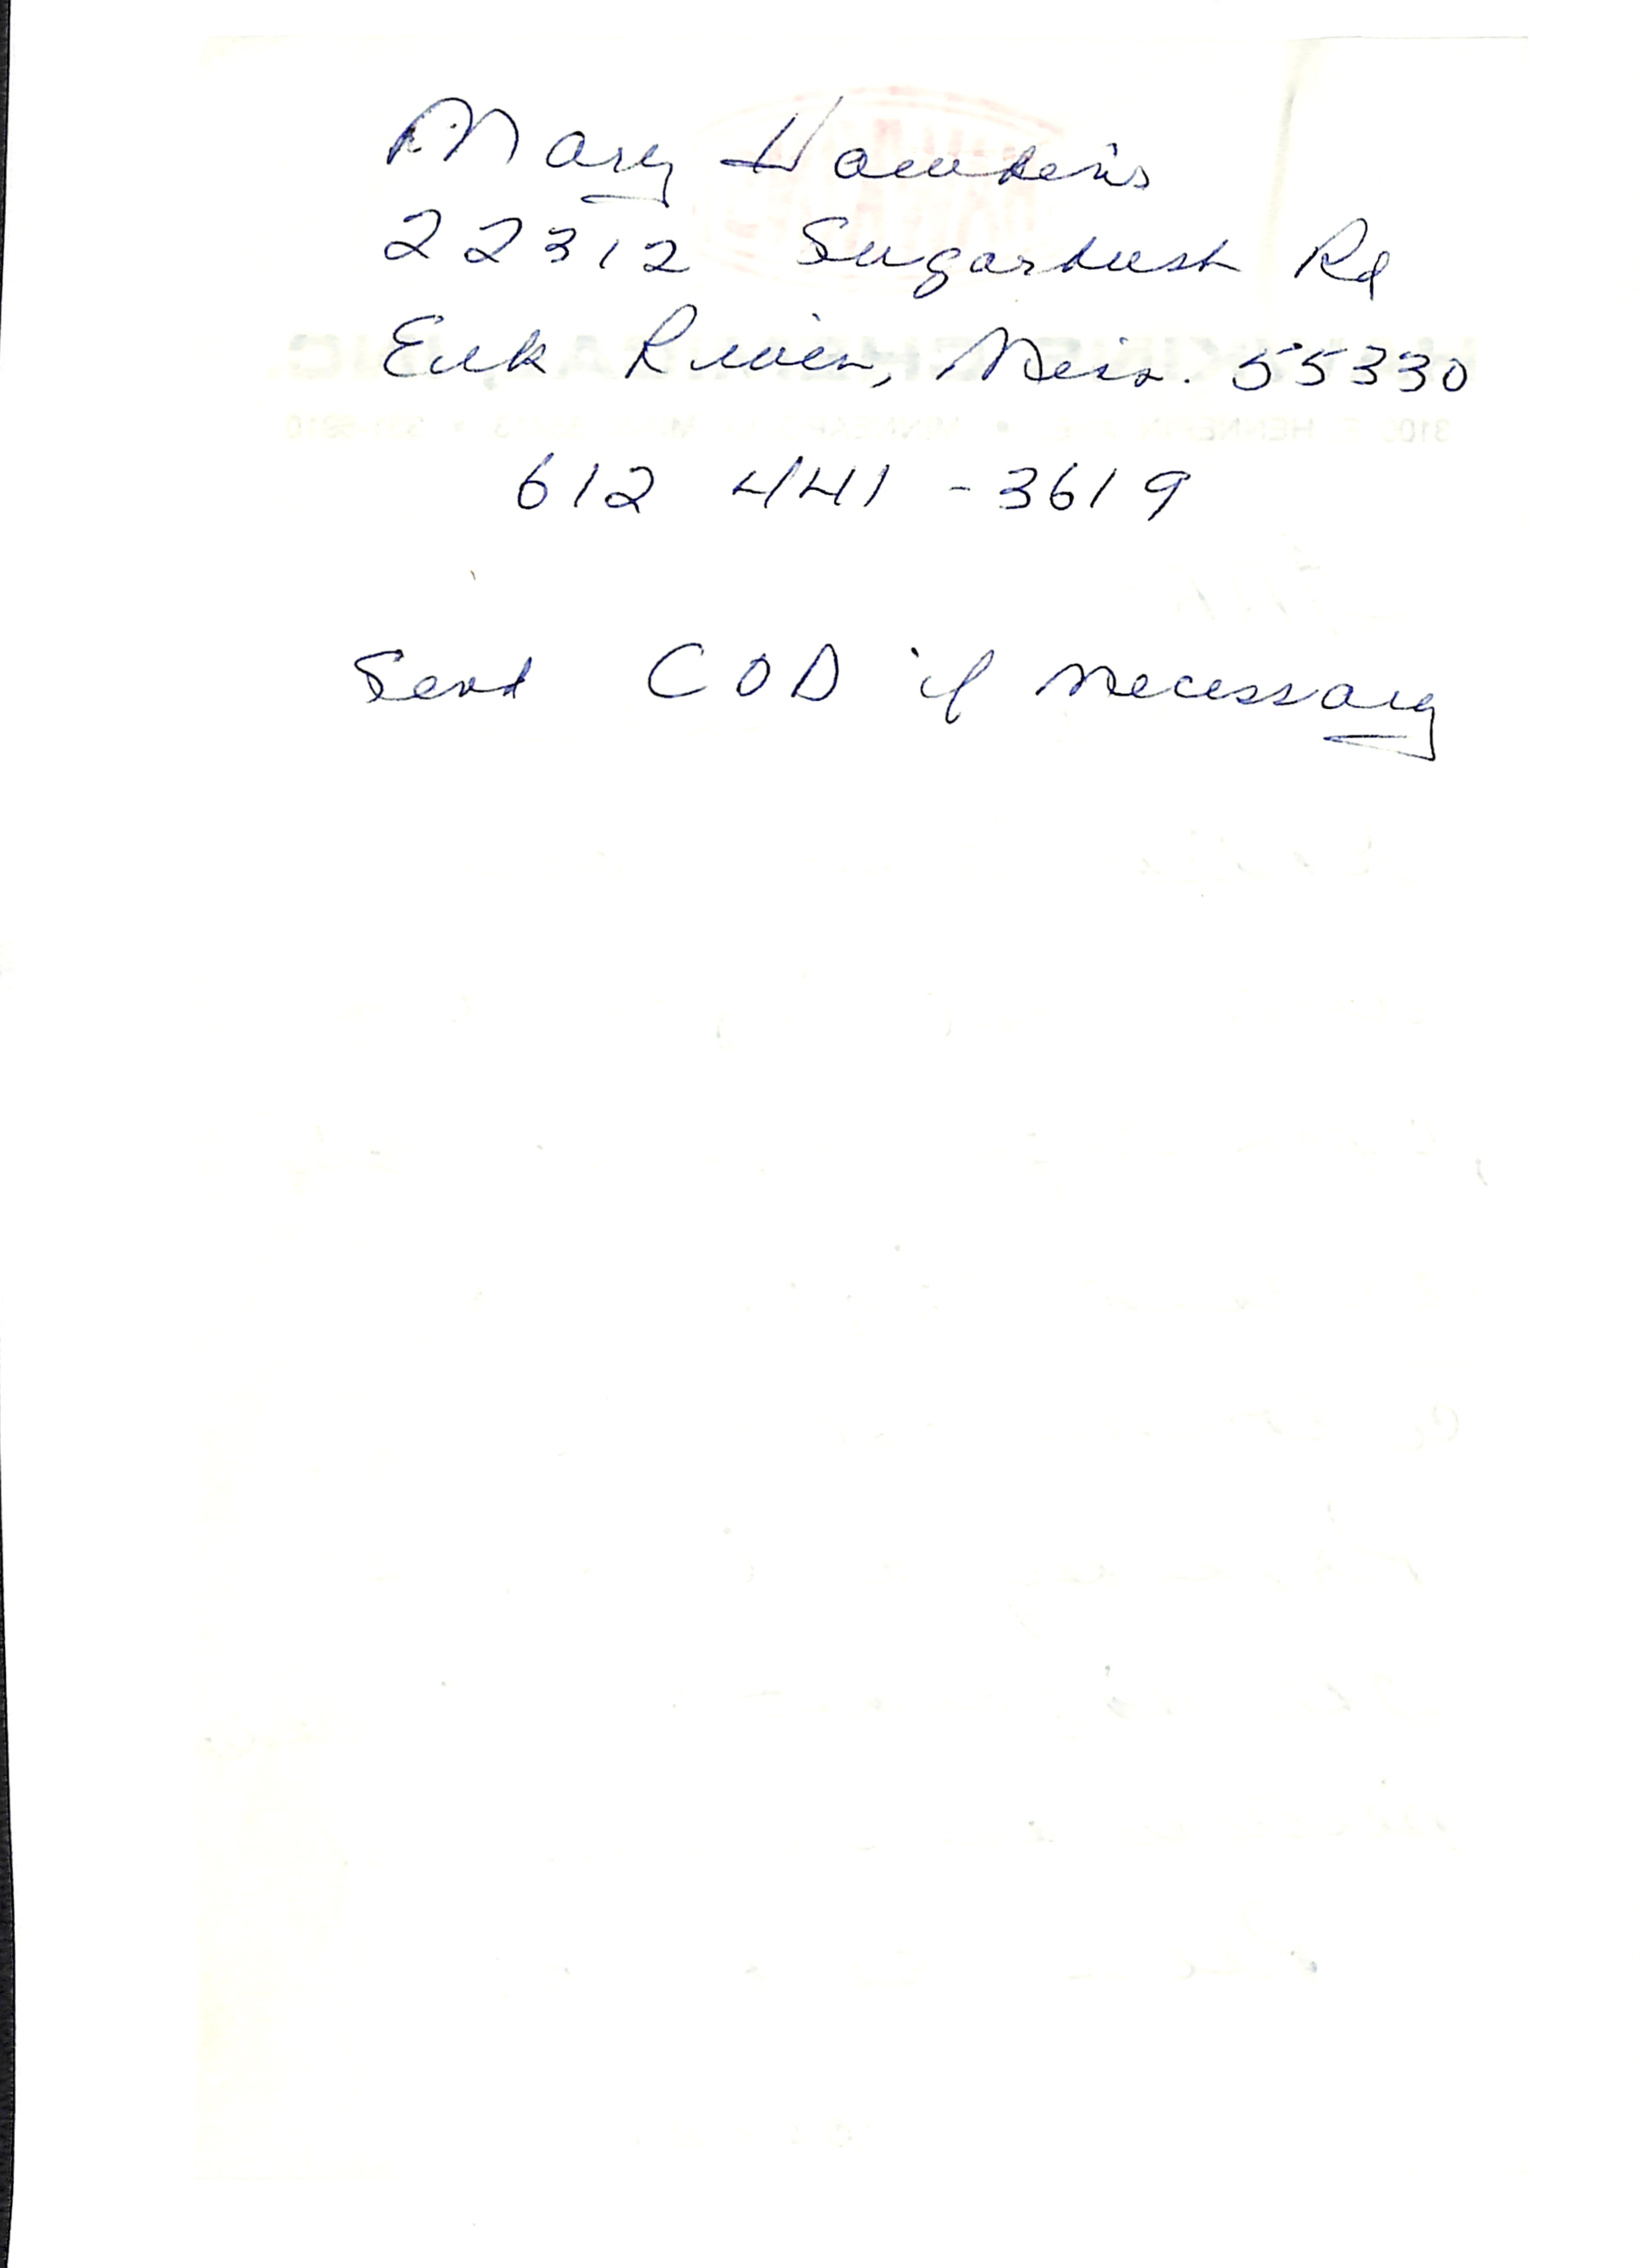 Mary Hawkins
22312 Sugarbush Rd
Elk River, Minn. 55330
612 441-3619
Send COD if necessary